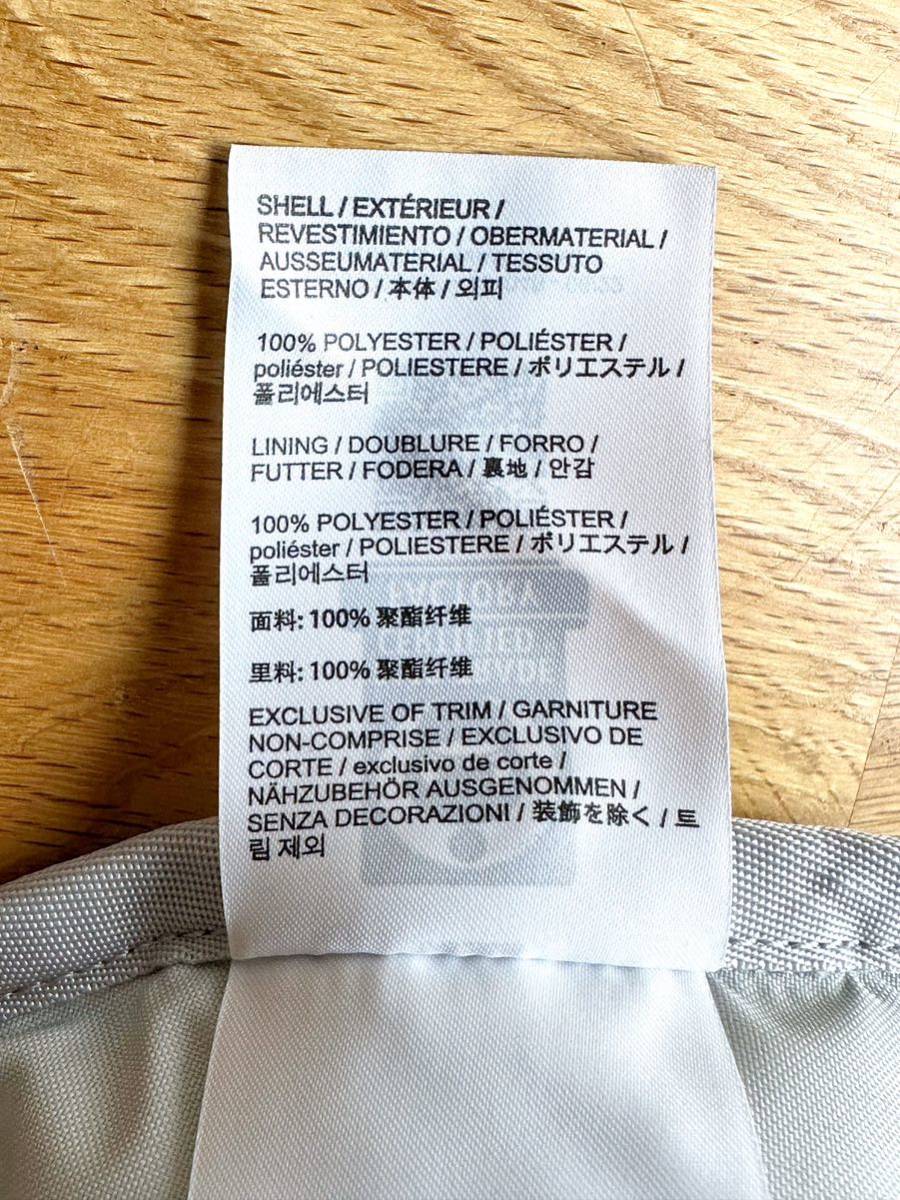 SHELL / EXTÉRIEUR /
REVESTIMIENTO / OBERMATERIAL /
AUSSEUMATERIAL / TESSUTO
ESTERNO / 本体 / 외피
100% POLYESTER / POLIÉSTER /
poliéster / POLIESTERE / ポリエステル /
폴리에스터
LINING / DOUBLURE / FORRO /
FUTTER / FODERA / 裏地 / 안감
100% POLYESTER / POLIÉSTER /
poliéster / POLIESTERE / ポリエステル /
폴리에스터
面料: 100% 聚酯纤维
里料: 100% 聚酯纤维
EXCLUSIVE OF TRIM / GARNITURE
NON-COMPRISE / EXCLUSIVO DE
CORTE / exclusivo de corte /
NÄHZUBEHÖR AUSGENOMMEN /
SENZA DECORAZIONI / 装飾を除く / 트
림 제외